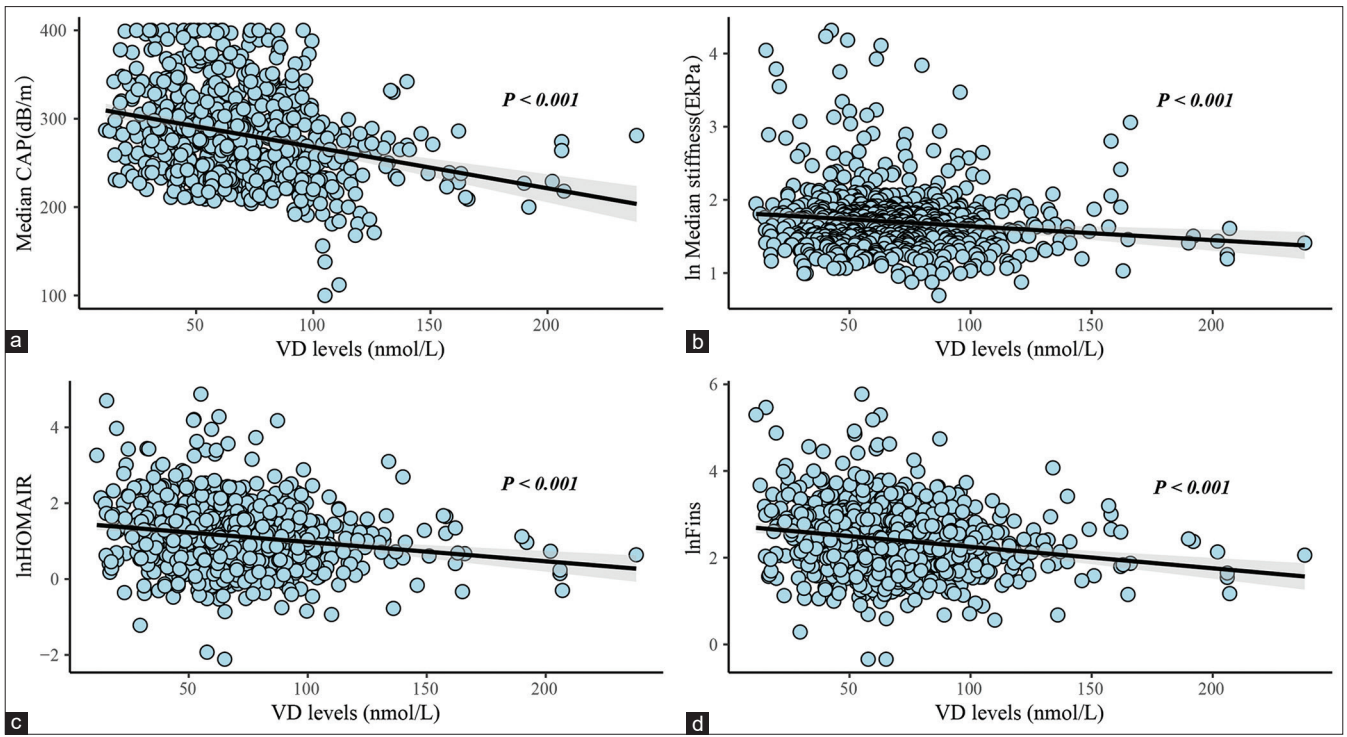 400
300
200
100
Median CAP(dB/m)
P < 0.001
50 100 150 200
VD levels (nmol/L)
a
4
3
2
1
ln Median stiffness(EkPa)
P < 0.001
50 100 150 200
VD levels (nmol/L)
b
4
2
0
−2
lnHOMAIR
P < 0.001
50 100 150 200
VD levels (nmol/L)
c
6
4
2
0
lnFins
P < 0.001
50 100 150 200
VD levels (nmol/L)
d